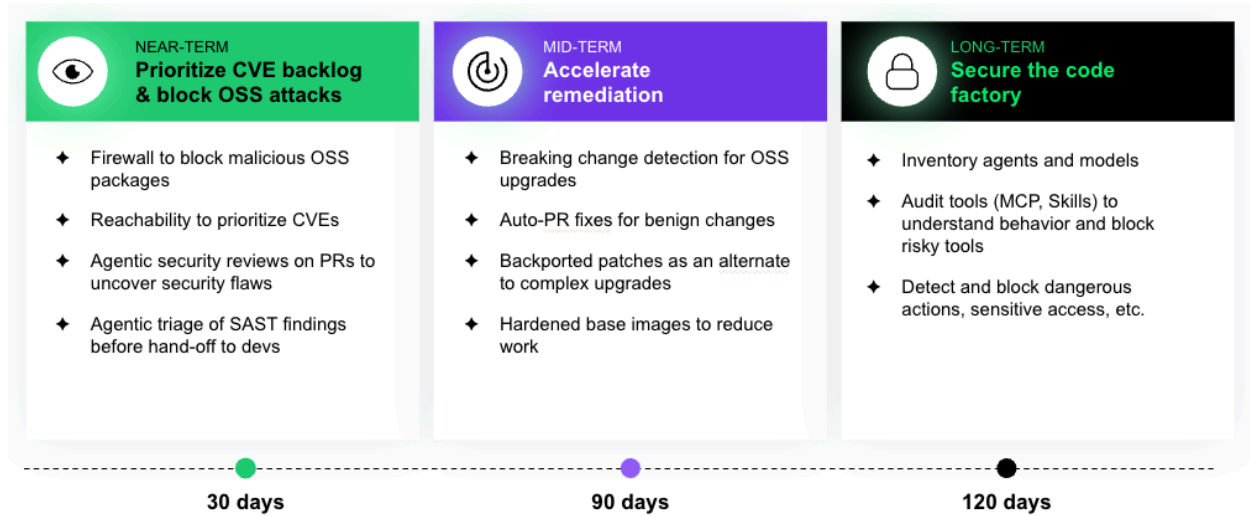 NEAR-TERM
Prioritize CVE backlog
& block OSS attacks
Firewall to block malicious OSS
packages
Reachability to prioritize CVEs
Agentic security reviews on PRs to
uncover security flaws
Agentic triage of SAST findings
before hand-off to devs
MID-TERM
Accelerate
remediation
Breaking change detection for OSS
upgrades
Auto-PR fixes for benign changes
Backported patches as an alternate
to complex upgrades
Hardened base images to reduce
work
LONG-TERM
Secure the code
factory
Inventory agents and models
Audit tools (MCP, Skills) to
understand behavior and block
risky tools
Detect and block dangerous
actions, sensitive access, etc.
30 days
90 days
120 days